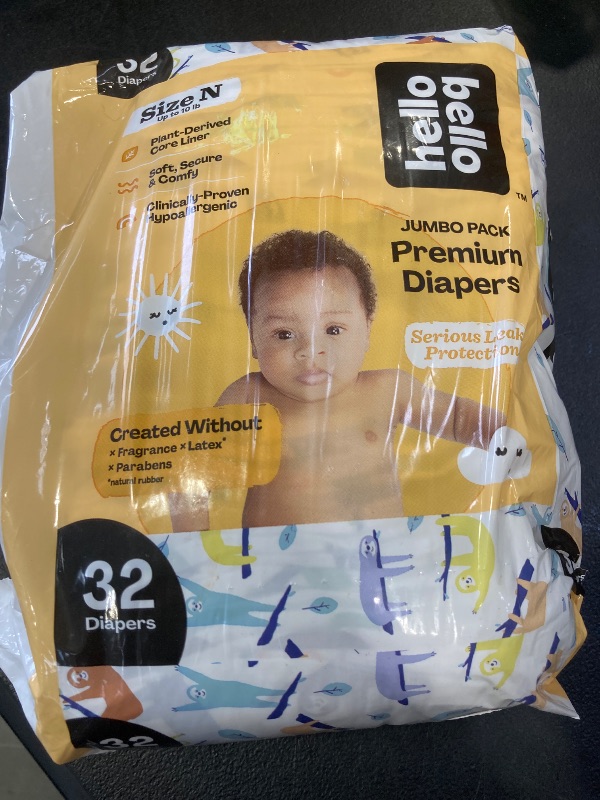 32
Diapers
Size N
Up to 10 lb
Plant-Derived
Core Liner
Soft, Secure
& Comfy
Clinically-Proven
Hypoallergenic
hello
bello
TM
JUMBO PACK
Premium
Diapers
Serious Leak
Protection
Created Without
× Fragrance × Latex*
× Parabens
*natural rubber
32
Diapers
32